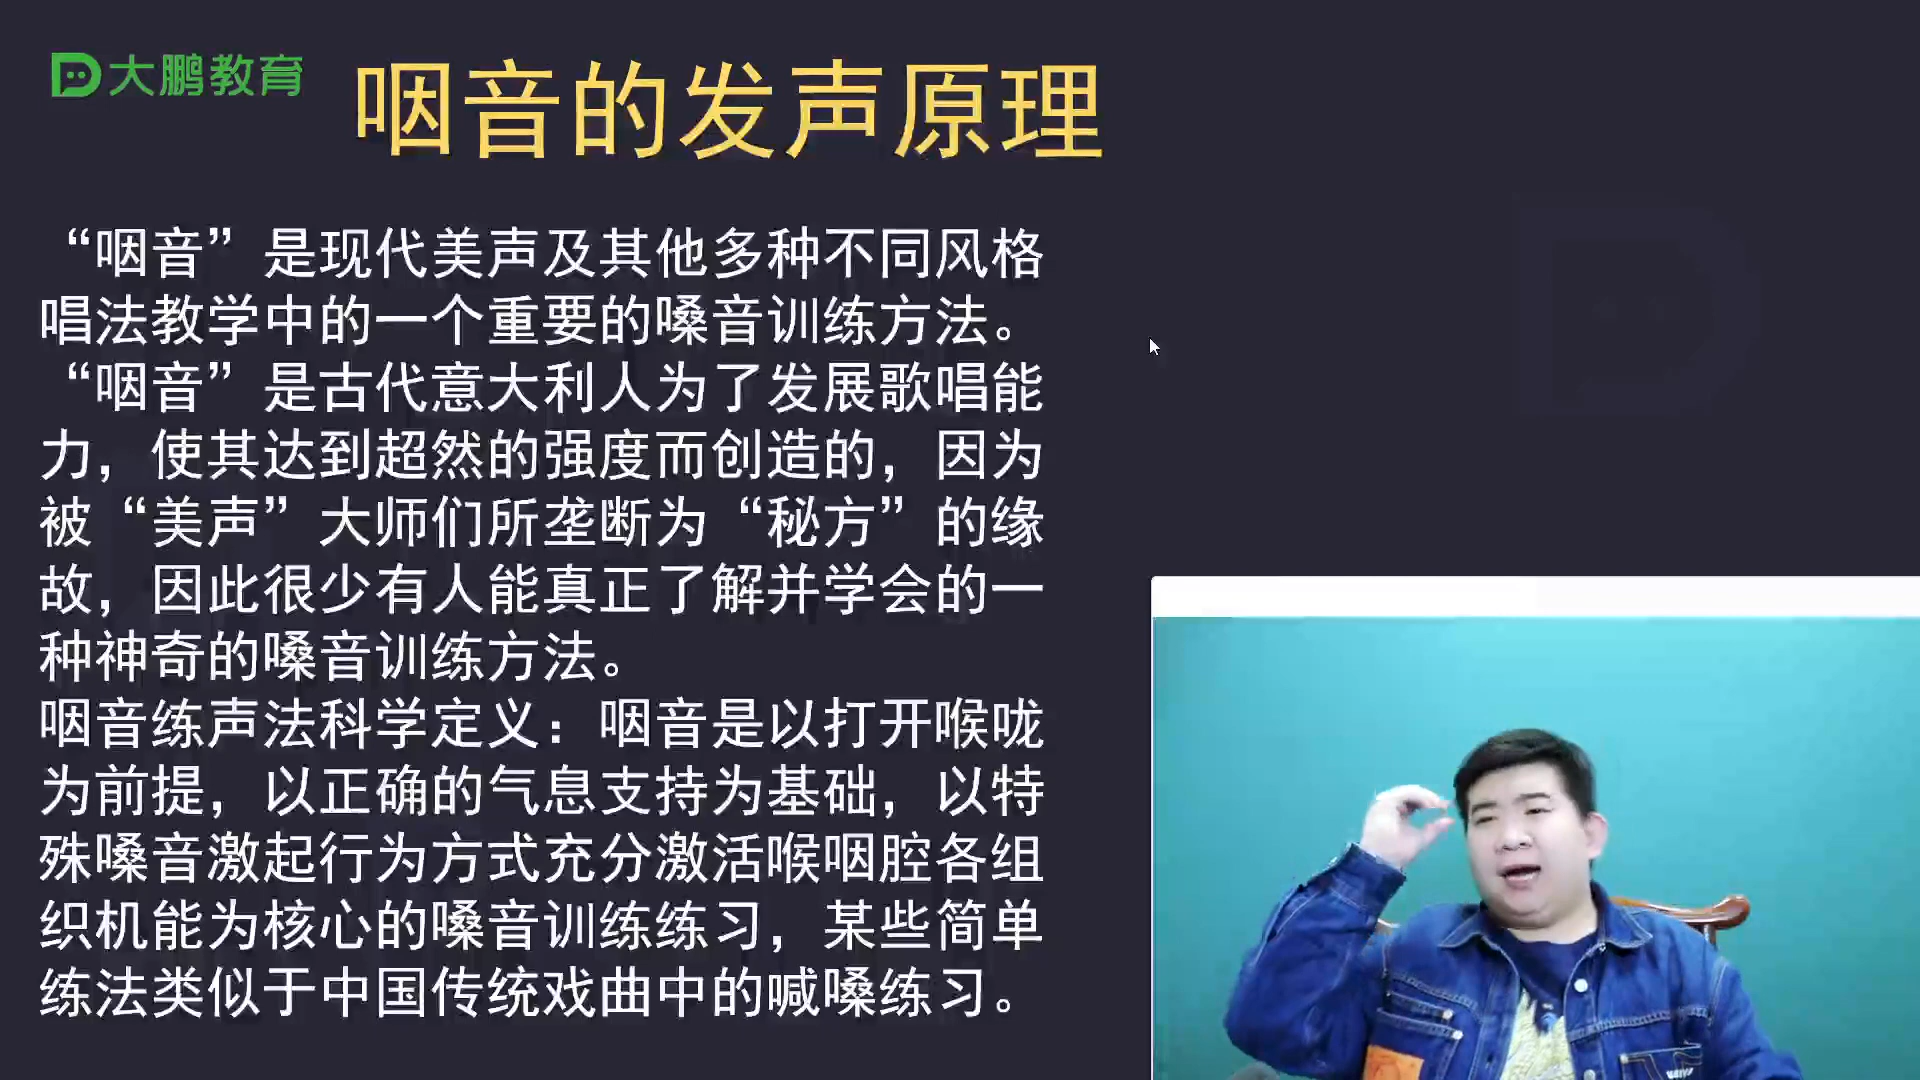 大鹏教育
咽音的发声原理
“咽音”是现代美声及其他多种不同风格
唱法教学中的一个重要的嗓音训练方法。
“咽音”是古代意大利人为了发展歌唱能
力，使其达到超然的强度而创造的，因为
被“美声”大师们所垄断为“秘方”的缘
故，因此很少有人能真正了解并学会的一
种神奇的嗓音训练方法。
咽音练声法科学定义：咽音是以打开喉咙
为前提，以正确的气息支持为基础，以特
殊嗓音激起行为方式充分激活喉咽腔各组
织机能为核心的嗓音训练练习，某些简单
练法类似于中国传统戏曲中的喊嗓练习。